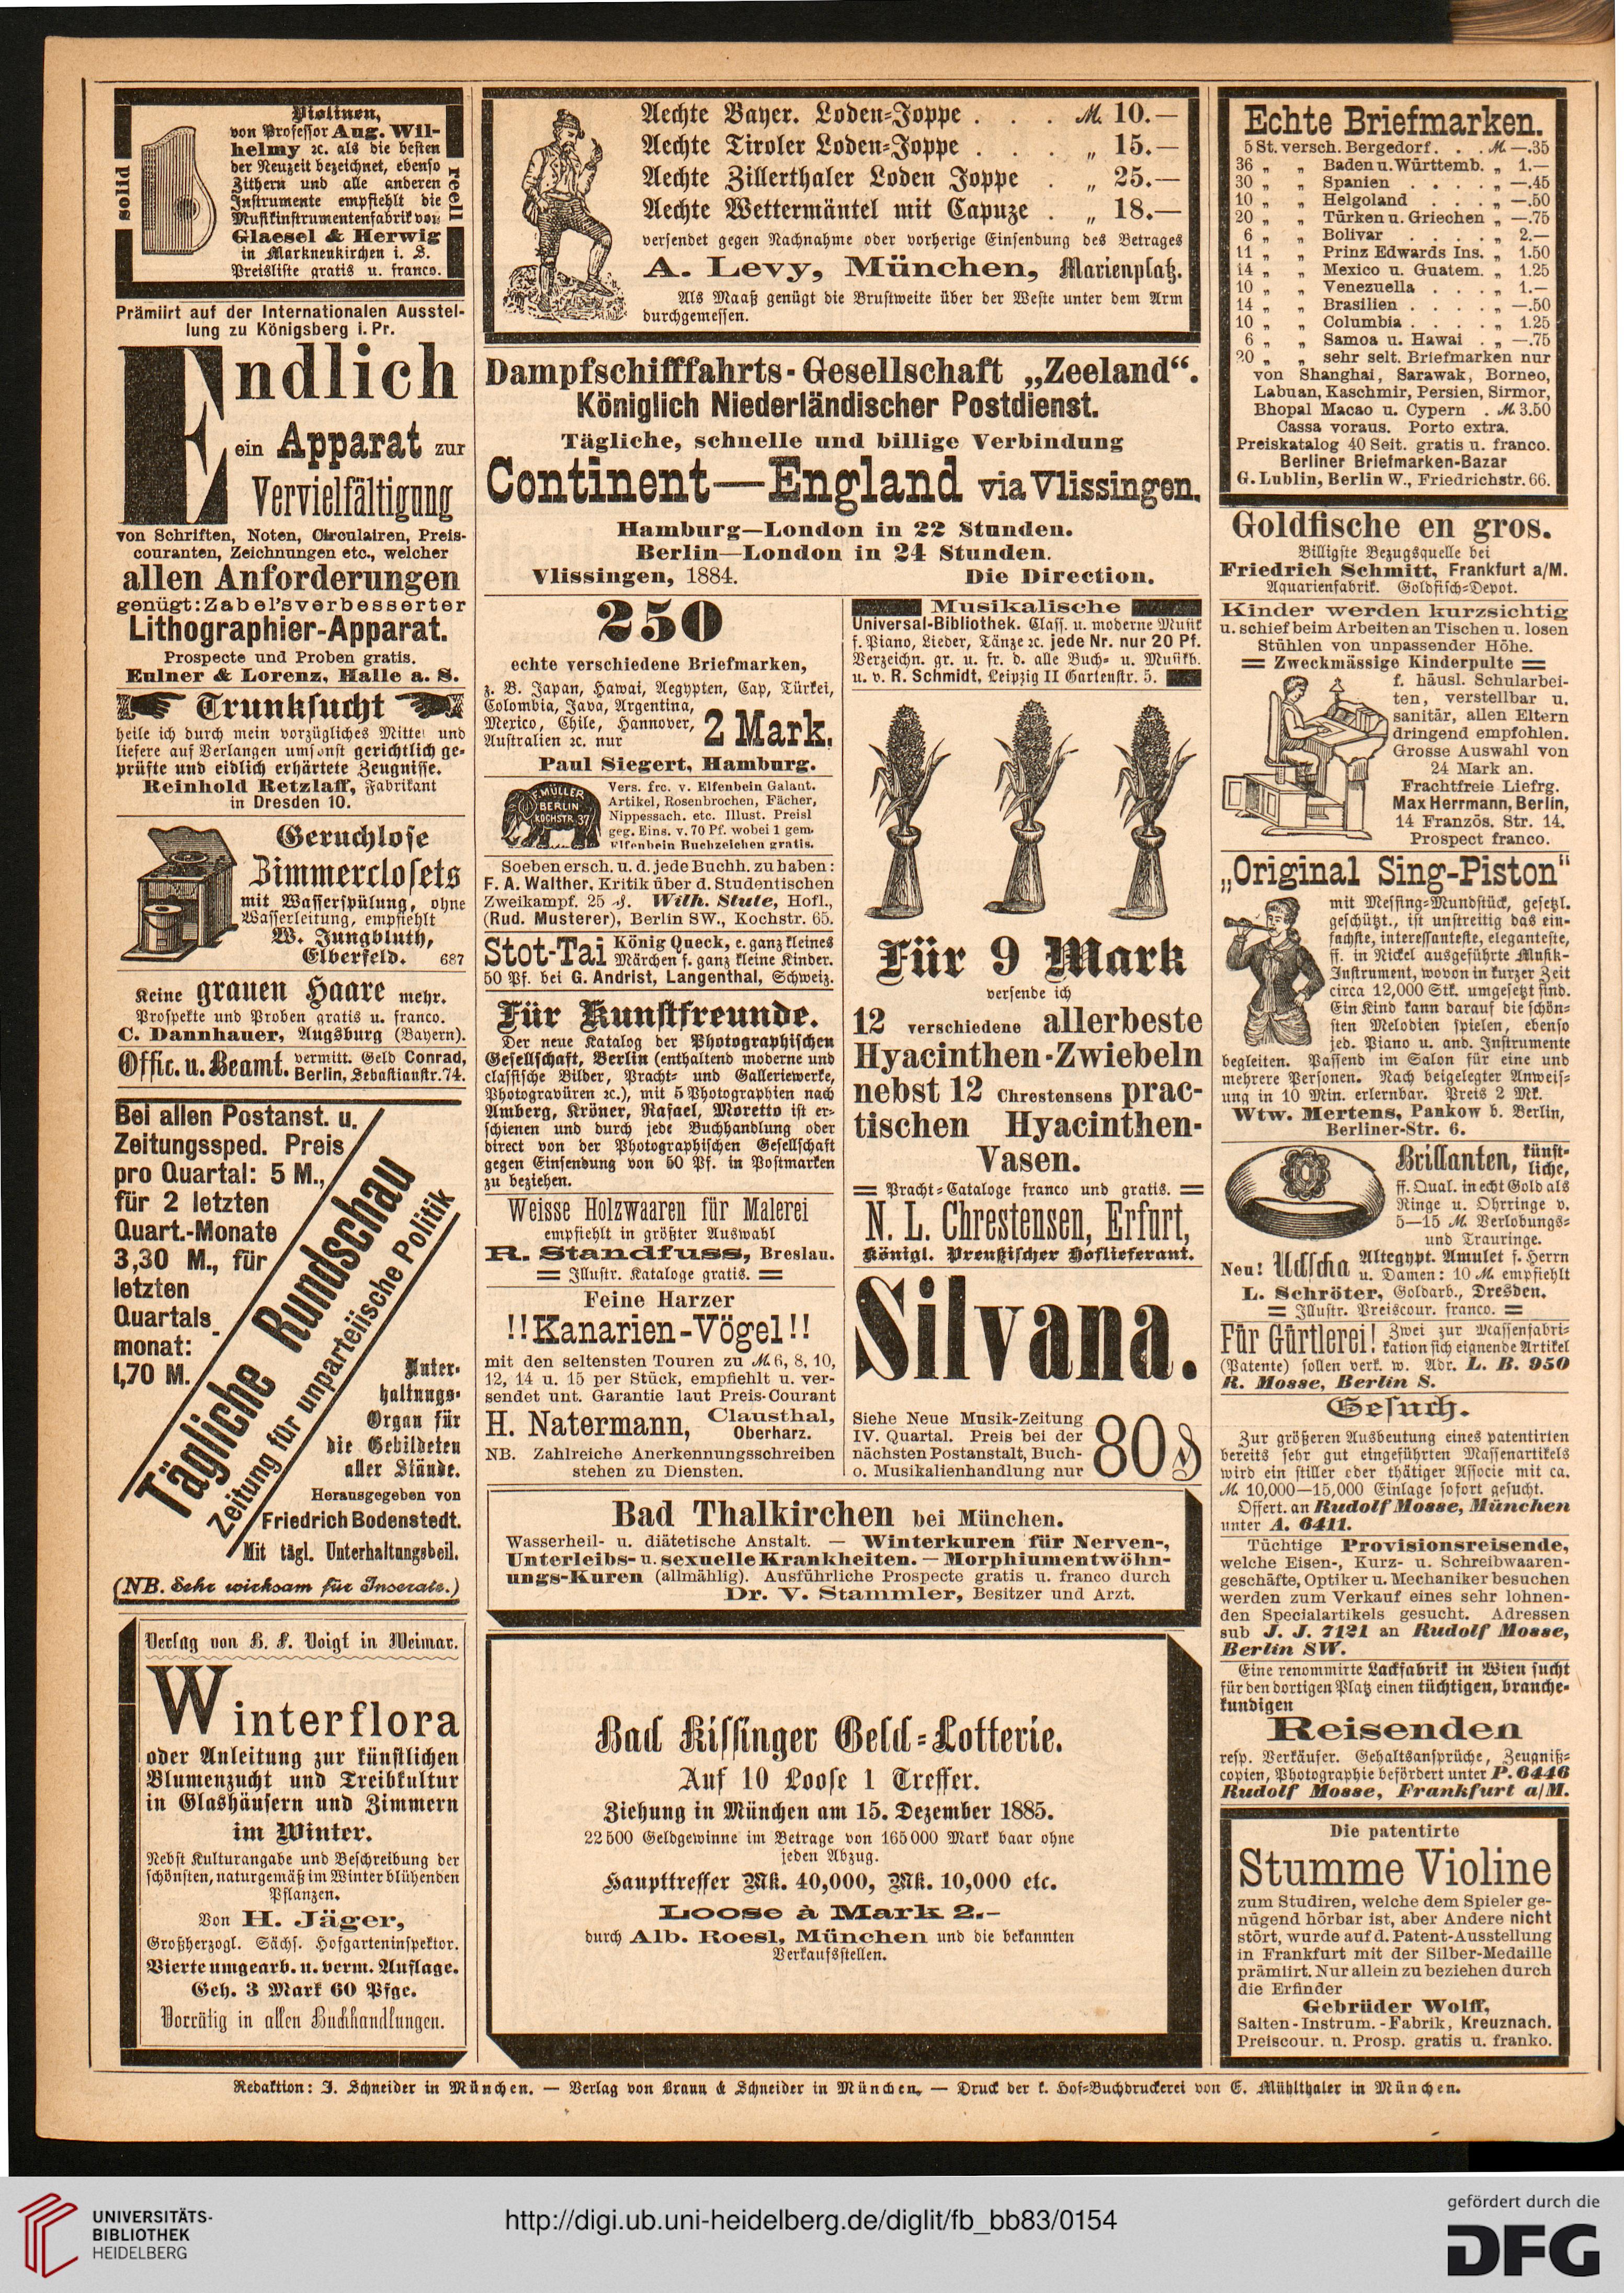 solid
Violinen,
von Professor Aug. Wil-
helmy ꝛc. als die besten
der Neuzeit bezeichnet, ebenso
Zithern und alle anderen
Instrumente empfiehlt die
Musikinstrumentenfabrik von
Glaesel & Herwig
in Markneukirchen i. S.
Preisliste gratis u. franco.
reell
Prämiirt auf der Internationalen Ausstel-
lung zu Königsberg i. Pr.
Endlich
ein Apparat zur
Vervielfältigung
von Schriften, Noten, Circulairen, Preis-
couranten, Zeichnungen etc., welcher
allen Anforderungen
genügt: Zabel's verbesserter
Lithographier-Apparat.
Prospecte und Proben gratis.
Eulner & Lorenz, Halle a. S.
Trunksucht
heile ich durch mein vorzügliches Mittel und
liefere auf Verlangen umsonst gerichtlich ge-
prüfte und eidlich erhärtete Zeugnisse.
Reinhold Retzlaff, Fabrikant
in Dresden 10.
Geruchlose
Zimmerclosets
mit Wasserspülung, ohne
Wasserleitung, empfiehlt
W. Jungbluth,
Elberfeld. 687
Keine grauen Haare mehr.
Prospekte und Proben gratis u. franco.
C. Dannhauer, Augsburg (Bayern).
Offic. u. Beamt. vermitt. Geld Conrad,
Berlin, Sebastianstr. 74.
Bei allen Postanst. u.
Zeitungssped. Preis
pro Quartal: 5 M.,
für 2 letzten
Quart.-Monate
3,30 M., für
letzten
Quartals-
monat:
1,70 M.
Tägliche Rundschau
Zeitung für unparteiische Politik
Unter-
haltungs-
Organ für
die Gebildeten
aller Stände.
Herausgegeben von
Friedrich Bodenstedt.
Mit tägl. Unterhaltungsbeil.
(NB. Sehr wirksam für Inserate.)
Verlag von B. F. Voigt in Weimar.
Winterflora
oder Anleitung zur künstlichen
Blumenzucht und Treibkultur
in Glashäusern und Zimmern
im Winter.
Nebst Kulturangabe und Beschreibung der
schönsten, naturgemäß im Winter blühenden
Pflanzen.
Von H. Jäger,
Großherzogl. Sächs. Hofgarteninspektor.
Vierte umgearb. u. verm. Auflage.
Geh. 3 Mark 60 Pfge.
Vorrätig in allen Buchhandlungen.
Aechte Bayer. Loden-Joppe . . . M. 10.—
Aechte Tiroler Loden-Joppe . . . „ 15.—
Aechte Zillerthaler Loden Joppe . „ 25.—
Aechte Wettermäntel mit Capuze . „ 18.—
versendet gegen Nachnahme oder vorherige Einsendung des Betrages
A. Levy, München, Marienplatz.
Als Maaß genügt die Brustweite über der Weste unter dem Arm
durchgemessen.
Dampfschifffahrts-Gesellschaft „Zeeland“.
Königlich Niederländischer Postdienst.
Tägliche, schnelle und billige Verbindung
Continent—England via Vlissingen.
Hamburg—London in 22 Stunden.
Berlin—London in 24 Stunden.
Vlissingen, 1884. Die Direction.
250
echte verschiedene Briefmarken,
z. B. Japan, Hawai, Aegypten, Cap, Türkei,
Colombia, Java, Argentina,
Mexico, Chile, Hannover,
Australien ꝛc. nur 2 Mark.
Paul Siegert, Hamburg.
F. MÜLLER
BERLIN
KOCHSTR. 37
Vers. frc. v. Elfenbein Galant.
Artikel, Rosenbrochen, Fächer,
Nippessach. etc. Illust. Preisl
geg. Eins. v. 70 Pf. wobei 1 gem.
Elfenbein Buchzeichen gratis.
Soeben ersch. u. d. jede Buchh. zu haben:
F. A. Walther. Kritik über d. Studentischen
Zweikampf. 25 ₰. Wilh. Stute, Hofl.,
(Rud. Musterer), Berlin SW., Kochstr. 65.
Stot-Tai König Queck, e. ganz kleines
Märchen f. ganz kleine Kinder.
50 Pf. bei G. Andrist, Langenthal, Schweiz.
Für Kunstfreunde.
Der neue Katalog der Photographischen
Gesellschaft, Berlin (enthaltend moderne und
classische Bilder, Pracht- und Galleriewerke,
Photogravüren ꝛc.), mit 5 Photographien nach
Amberg, Kröner, Rafael, Moretto ist er-
schienen und durch jede Buchhandlung oder
direct von der Photographischen Gesellschaft
gegen Einsendung von 50 Pf. in Postmarken
zu beziehen.
Weisse Holzwaaren für Malerei
empfiehlt in größter Auswahl
R. Standfuss, Breslau.
Illustr. Kataloge gratis.
Feine Harzer
!!Kanarien-Vögel!!
mit den seltensten Touren zu M. 6, 8, 10,
12, 14 u. 15 per Stück, empfiehlt u. ver-
sendet unt. Garantie laut Preis-Courant
H. Natermann, Clausthal,
Oberharz.
NB. Zahlreiche Anerkennungsschreiben
stehen zu Diensten.
Musikalische
Universal-Bibliothek. Class. u. moderne Musik
f. Piano, Lieder, Tänze ꝛc. jede Nr. nur 20 Pf.
Verzeichn. gr. u. fr. d. alle Buch- u. Musikh.
u. v. R. Schmidt, Leipzig II Gartenstr. 5.
Für 9 Mark
versende ich
12 verschiedene allerbeste
Hyacinthen-Zwiebeln
nebst 12 Chrestensens prac-
tischen Hyacinthen-
Vasen.
Pracht-Cataloge franco und gratis.
N. L. Chrestensen, Erfurt,
Königl. Preußischer Hoflieferant.
Silvana.
Siehe Neue Musik-Zeitung
IV. Quartal. Preis bei der
nächsten Postanstalt, Buch-
o. Musikalienhandlung nur 80 ₰
Bad Thalkirchen bei München.
Wasserheil- u. diätetische Anstalt. — Winterkuren für Nerven-,
Unterleibs- u. sexuelle Krankheiten. — Morphiumentwöhn-
ungs-Kuren (allmählig). Ausführliche Prospecte gratis u. franco durch
Dr. V. Stammler, Besitzer und Arzt.
Bad Kissinger Geld-Lotterie.
Auf 10 Loose 1 Treffer.
Ziehung in München am 15. Dezember 1885.
22500 Geldgewinne im Betrage von 165000 Mark baar ohne
jeden Abzug.
Haupttreffer Mk. 40,000, Mk. 10,000 etc.
Loose à Mark 2.–
durch Alb. Roesl, München und die bekannten
Verkaufsstellen.
Echte Briefmarken.
5 St. versch. Bergedorf. . . M. —.35
36 „ „ Baden u. Württemb. „ 1.—
30 „ „ Spanien . . . . „ —.45
10 „ „ Helgoland . . . „ —.50
20 „ „ Türken u. Griechen „ —.75
6 „ „ Bolivar . . . . „ 2.—
11 „ „ Prinz Edwards Ins. „ 1.50
14 „ „ Mexico u. Guatem. „ 1.25
10 „ „ Venezuella . . . „ 1.—
14 „ „ Brasilien . . . . „ —.50
10 „ „ Columbia . . . . „ 1.25
6 „ „ Samoa u. Hawai . „ —.75
20 „ „ sehr selt. Briefmarken nur
von Shanghai, Sarawak, Borneo,
Labuan, Kaschmir, Persien, Sirmor,
Bhopal Macao u. Cypern . M. 3.50
Cassa voraus. Porto extra.
Preiskatalog 40 Seit. gratis u. franco.
Berliner Briefmarken-Bazar
G. Lublin, Berlin W., Friedrichstr. 66.
Goldfische en gros.
Billigste Bezugsquelle bei
Friedrich Schmitt, Frankfurt a/M.
Aquarienfabrik. Goldfisch-Depot.
Kinder werden kurzsichtig
u. schief beim Arbeiten an Tischen u. losen
Stühlen von unpassender Höhe.
Zweckmässige Kinderpulte
f. häusl. Schularbei-
ten, verstellbar u.
sanitär, allen Eltern
dringend empfohlen.
Grosse Auswahl von
24 Mark an.
Frachtfreie Liefrg.
Max Herrmann, Berlin,
14 Französ. Str. 14.
Prospect franco.
„Original Sing-Piston“
mit Messing-Mundstück, gesetzl.
geschützt., ist unstreitig das ein-
fachste, interessanteste, eleganteste,
ff. in Nickel ausgeführte Musik-
Instrument, wovon in kurzer Zeit
circa 12,000 Stk. umgesetzt sind.
Ein Kind kann darauf die schön-
sten Melodien spielen, ebenso
jed. Piano u. and. Instrumente
begleiten. Passend im Salon für eine und
mehrere Personen. Nach beigelegter Anweis-
ung in 10 Min. erlernbar. Preis 2 Mk.
Wtw. Mertens, Pankow b. Berlin,
Berliner-Str. 6.
Brillanten, künst-
liche,
ff. Qual. in echt Gold als
Ringe u. Ohrringe v.
5—15 M. Verlobungs-
und Trauringe.
Neu! Udscha Altegypt. Amulet f. Herrn
u. Damen: 10 M. empfiehlt
L. Schröter, Goldarb., Dresden.
Illustr. Preiscour. franco.
Für Gürtlerei! Zwei zur Massenfabri-
kation sich eignende Artikel
(Patente) sollen verk. w. Adr. L. B. 950
R. Mosse, Berlin S.
Gesuch.
Zur größeren Ausbeutung eines patentirten
bereits sehr gut eingeführten Massenartikels
wird ein stiller oder thätiger Associe mit ca.
M. 10,000—15,000 Einlage sofort gesucht.
Offert. an Rudolf Mosse, München
unter A. 6411.
Tüchtige Provisionsreisende,
welche Eisen-, Kurz- u. Schreibwaaren-
geschäfte, Optiker u. Mechaniker besuchen
werden zum Verkauf eines sehr lohnen-
den Specialartikels gesucht. Adressen
sub J. J. 7121 an Rudolf Mosse,
Berlin SW.
Eine renommirte Lackfabrik in Wien sucht
für den dortigen Platz einen tüchtigen, branche-
kundigen
Reisenden
resp. Verkäufer. Gehaltsansprüche, Zeugniß-
copien, Photographie befördert unter P. 6446
Rudolf Mosse, Frankfurt a/M.
Die patentirte
Stumme Violine
zum Studiren, welche dem Spieler ge-
nügend hörbar ist, aber Andere nicht
stört, wurde auf d. Patent-Ausstellung
in Frankfurt mit der Silber-Medaille
prämiirt. Nur allein zu beziehen durch
die Erfinder
Gebrüder Wolff,
Saiten-Instrum.-Fabrik, Kreuznach.
Preiscour. u. Prosp. gratis u. franko.
Redaktion: J. Schneider in München. — Verlag von Braun & Schneider in München. — Druck der k. Hof-Buchdruckerei von E. Mühlthaler in München.
UNIVERSITÄTS-
BIBLIOTHEK
HEIDELBERG
http://digi.ub.uni-heidelberg.de/diglit/fb_bb83/0154
gefördert durch die
DFG